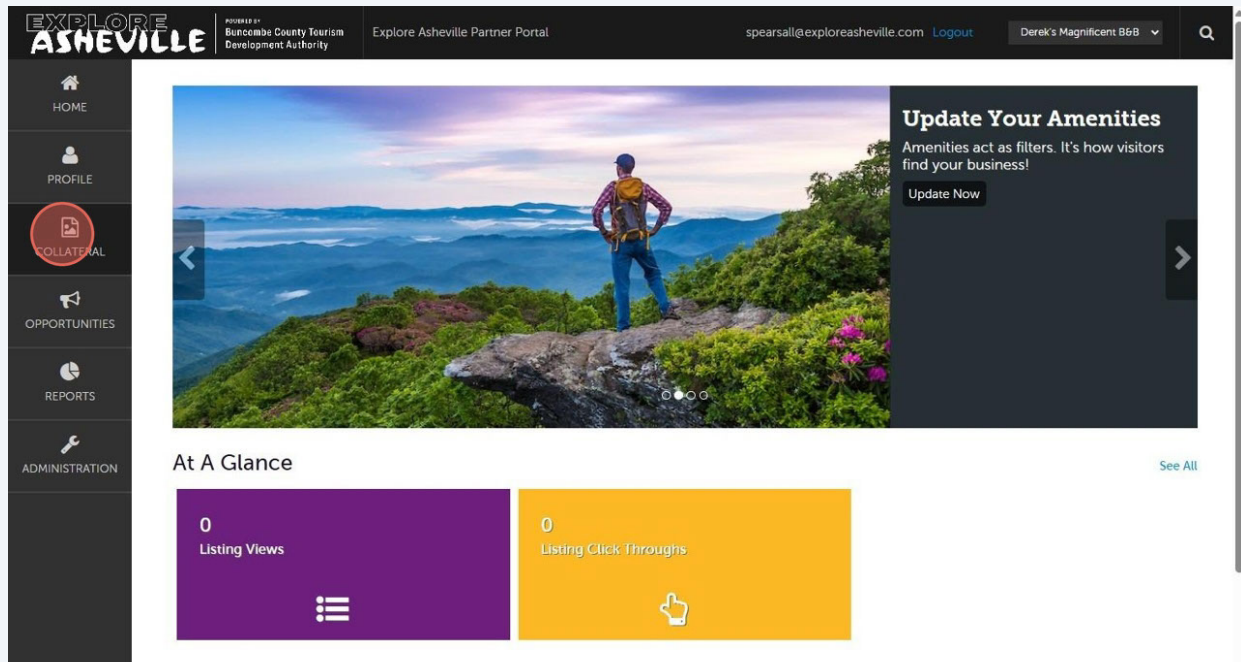 EXPLORE
ASHEVILLE
POWERED BY
Buncombe County Tourism
Development Authority
Explore Asheville Partner Portal
spearsall@exploreasheville.com Logout
Derek's Magnificent B&B
HOME
PROFILE
COLLATERAL
OPPORTUNITIES
REPORTS
ADMINISTRATION
Update Your Amenities
Amenities act as filters. It's how visitors
find your business!
Update Now
At A Glance
See All
0
Listing Views
0
Listing Click Throughs